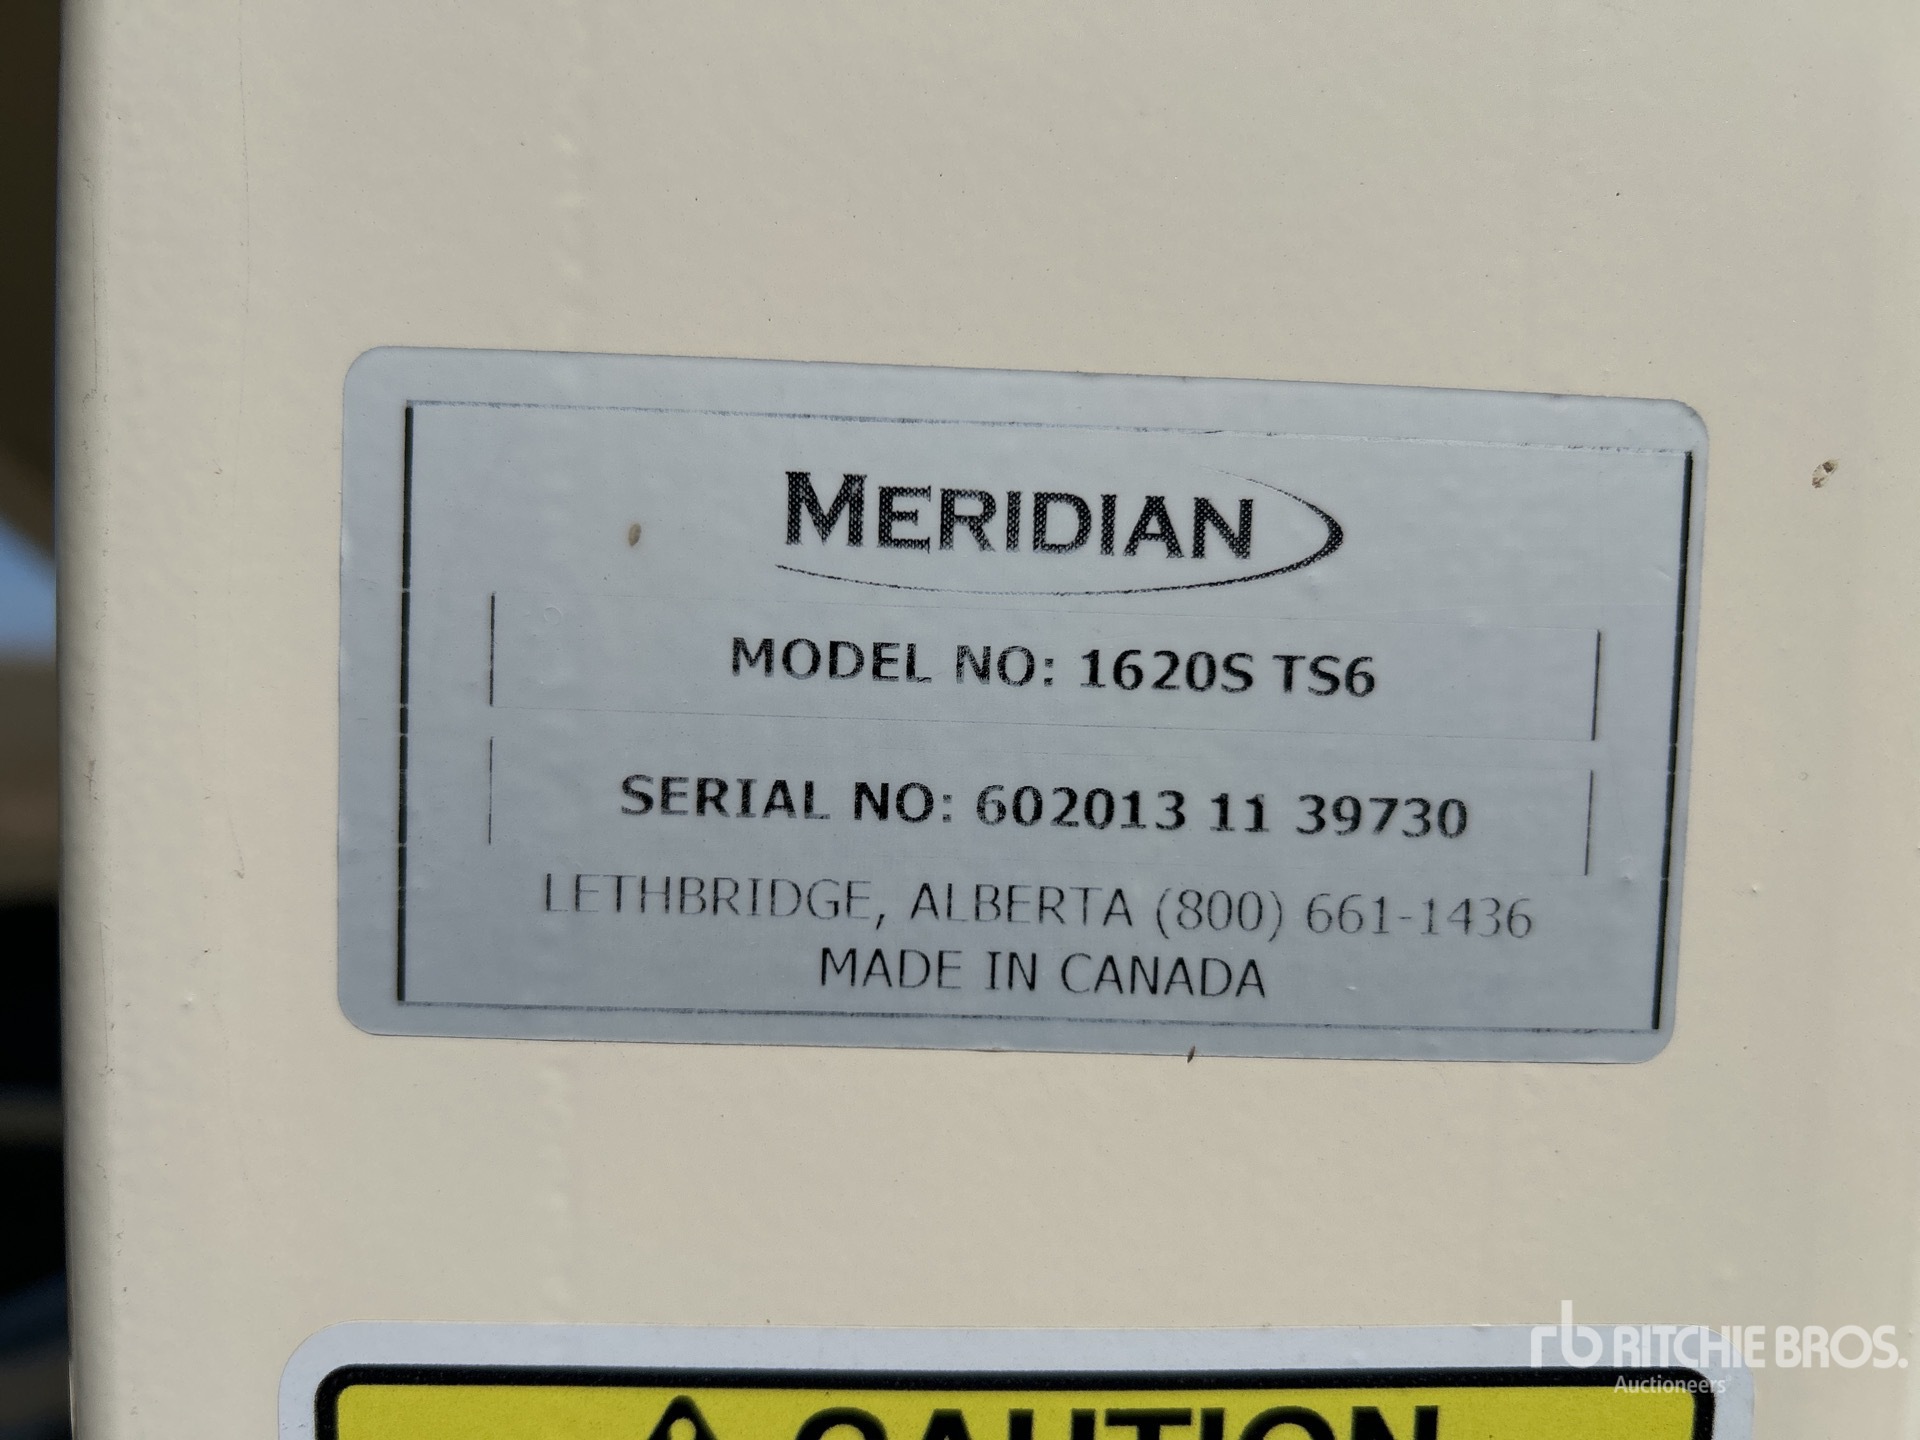 MERIDIAN
MODEL NO: 1620S TS6
SERIAL NO: 602013 11 39730
LETHBRIDGE, ALBERTA (800) 661-1436
MADE IN CANADA
CAUTION
rb RITCHIE BROS.
Auctioneers